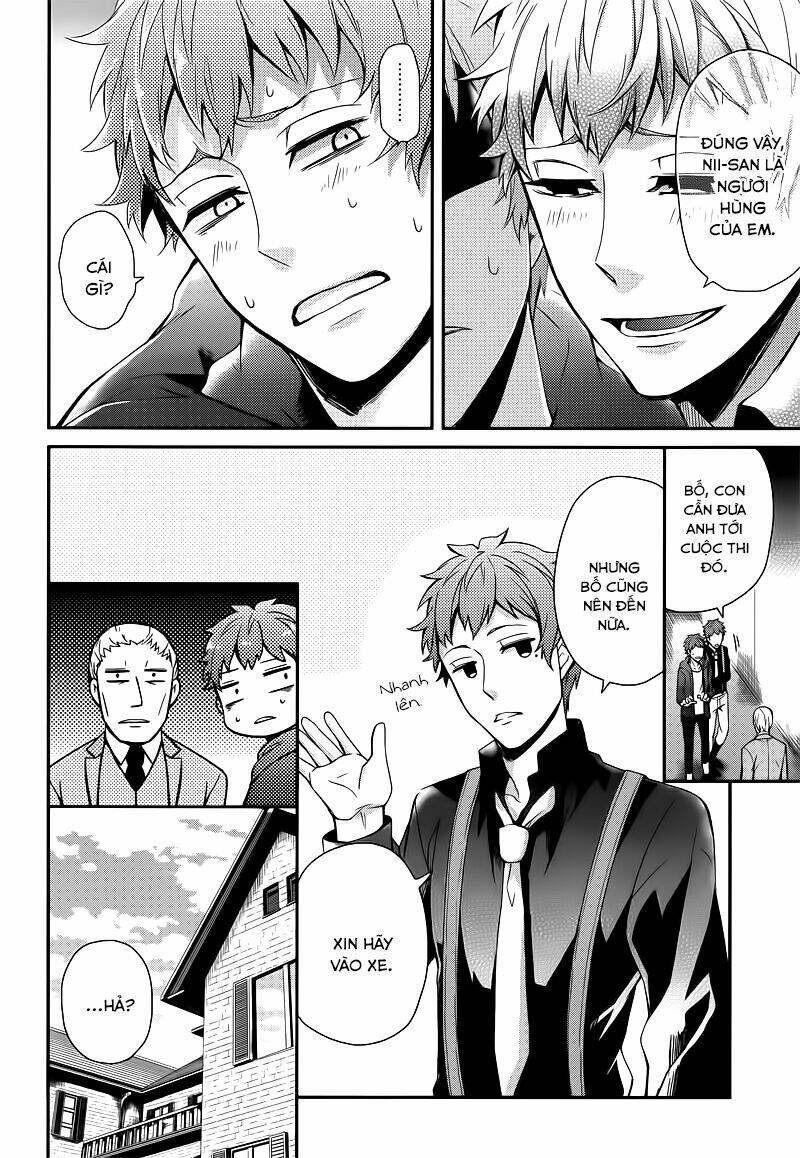 ĐÚNG VẬY,
NII-SAN LÀ
NGƯỜI
HÙNG
CỦA EM.
.........
CÁI
GÌ?
BỐ, CON
CẦN ĐƯA
ANH TỚI
CUỘC THI
ĐÓ.
NHƯNG
BỐ CŨNG
NÊN ĐẾN
NỮA.
Nhanh
lên.
XIN HÃY
VÀO XE.
...HẢ?